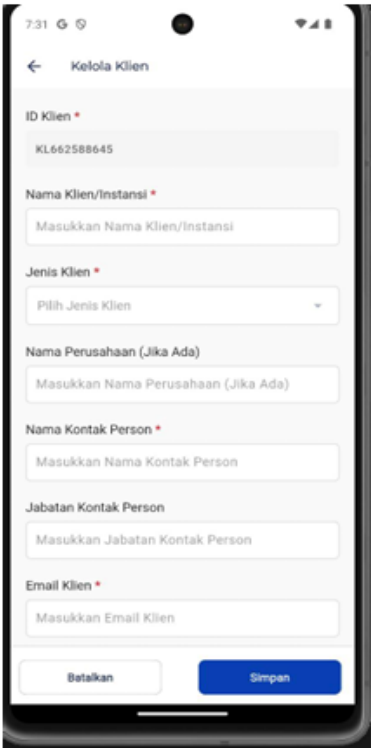 7:31 G
Kelola Klien
ID Klien *
KL662588645
Nama Klien/Instansi *
Masukkan Nama Klien/Instansi
Jenis Klien *
Pilih Jenis Klien
Nama Perusahaan (Jika Ada)
Masukkan Nama Perusahaan (Jika Ada)
Nama Kontak Person *
Masukkan Nama Kontak Person
Jabatan Kontak Person
Masukkan Jabatan Kontak Person
Email Klien *
Masukkan Email Klien
Batalkan Simpan